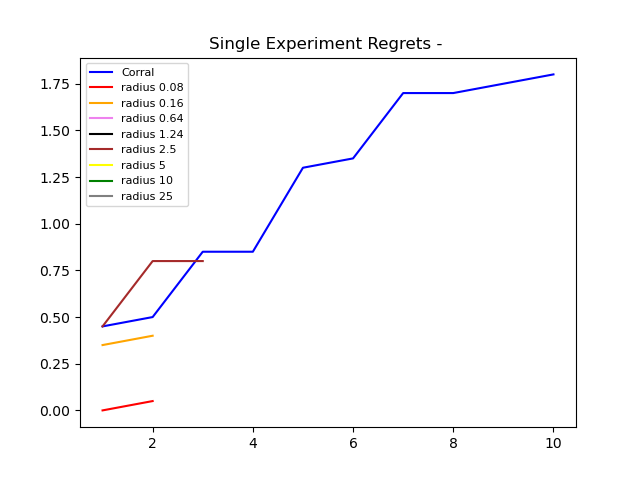 Single Experiment Regrets -
Corral
radius 0.08
radius 0.16
radius 0.64
radius 1.24
radius 2.5
radius 5
radius 10
radius 25
1.75
1.50
1.25
1.00
0.75
0.50
0.25
0.00
2 4 6 8 10